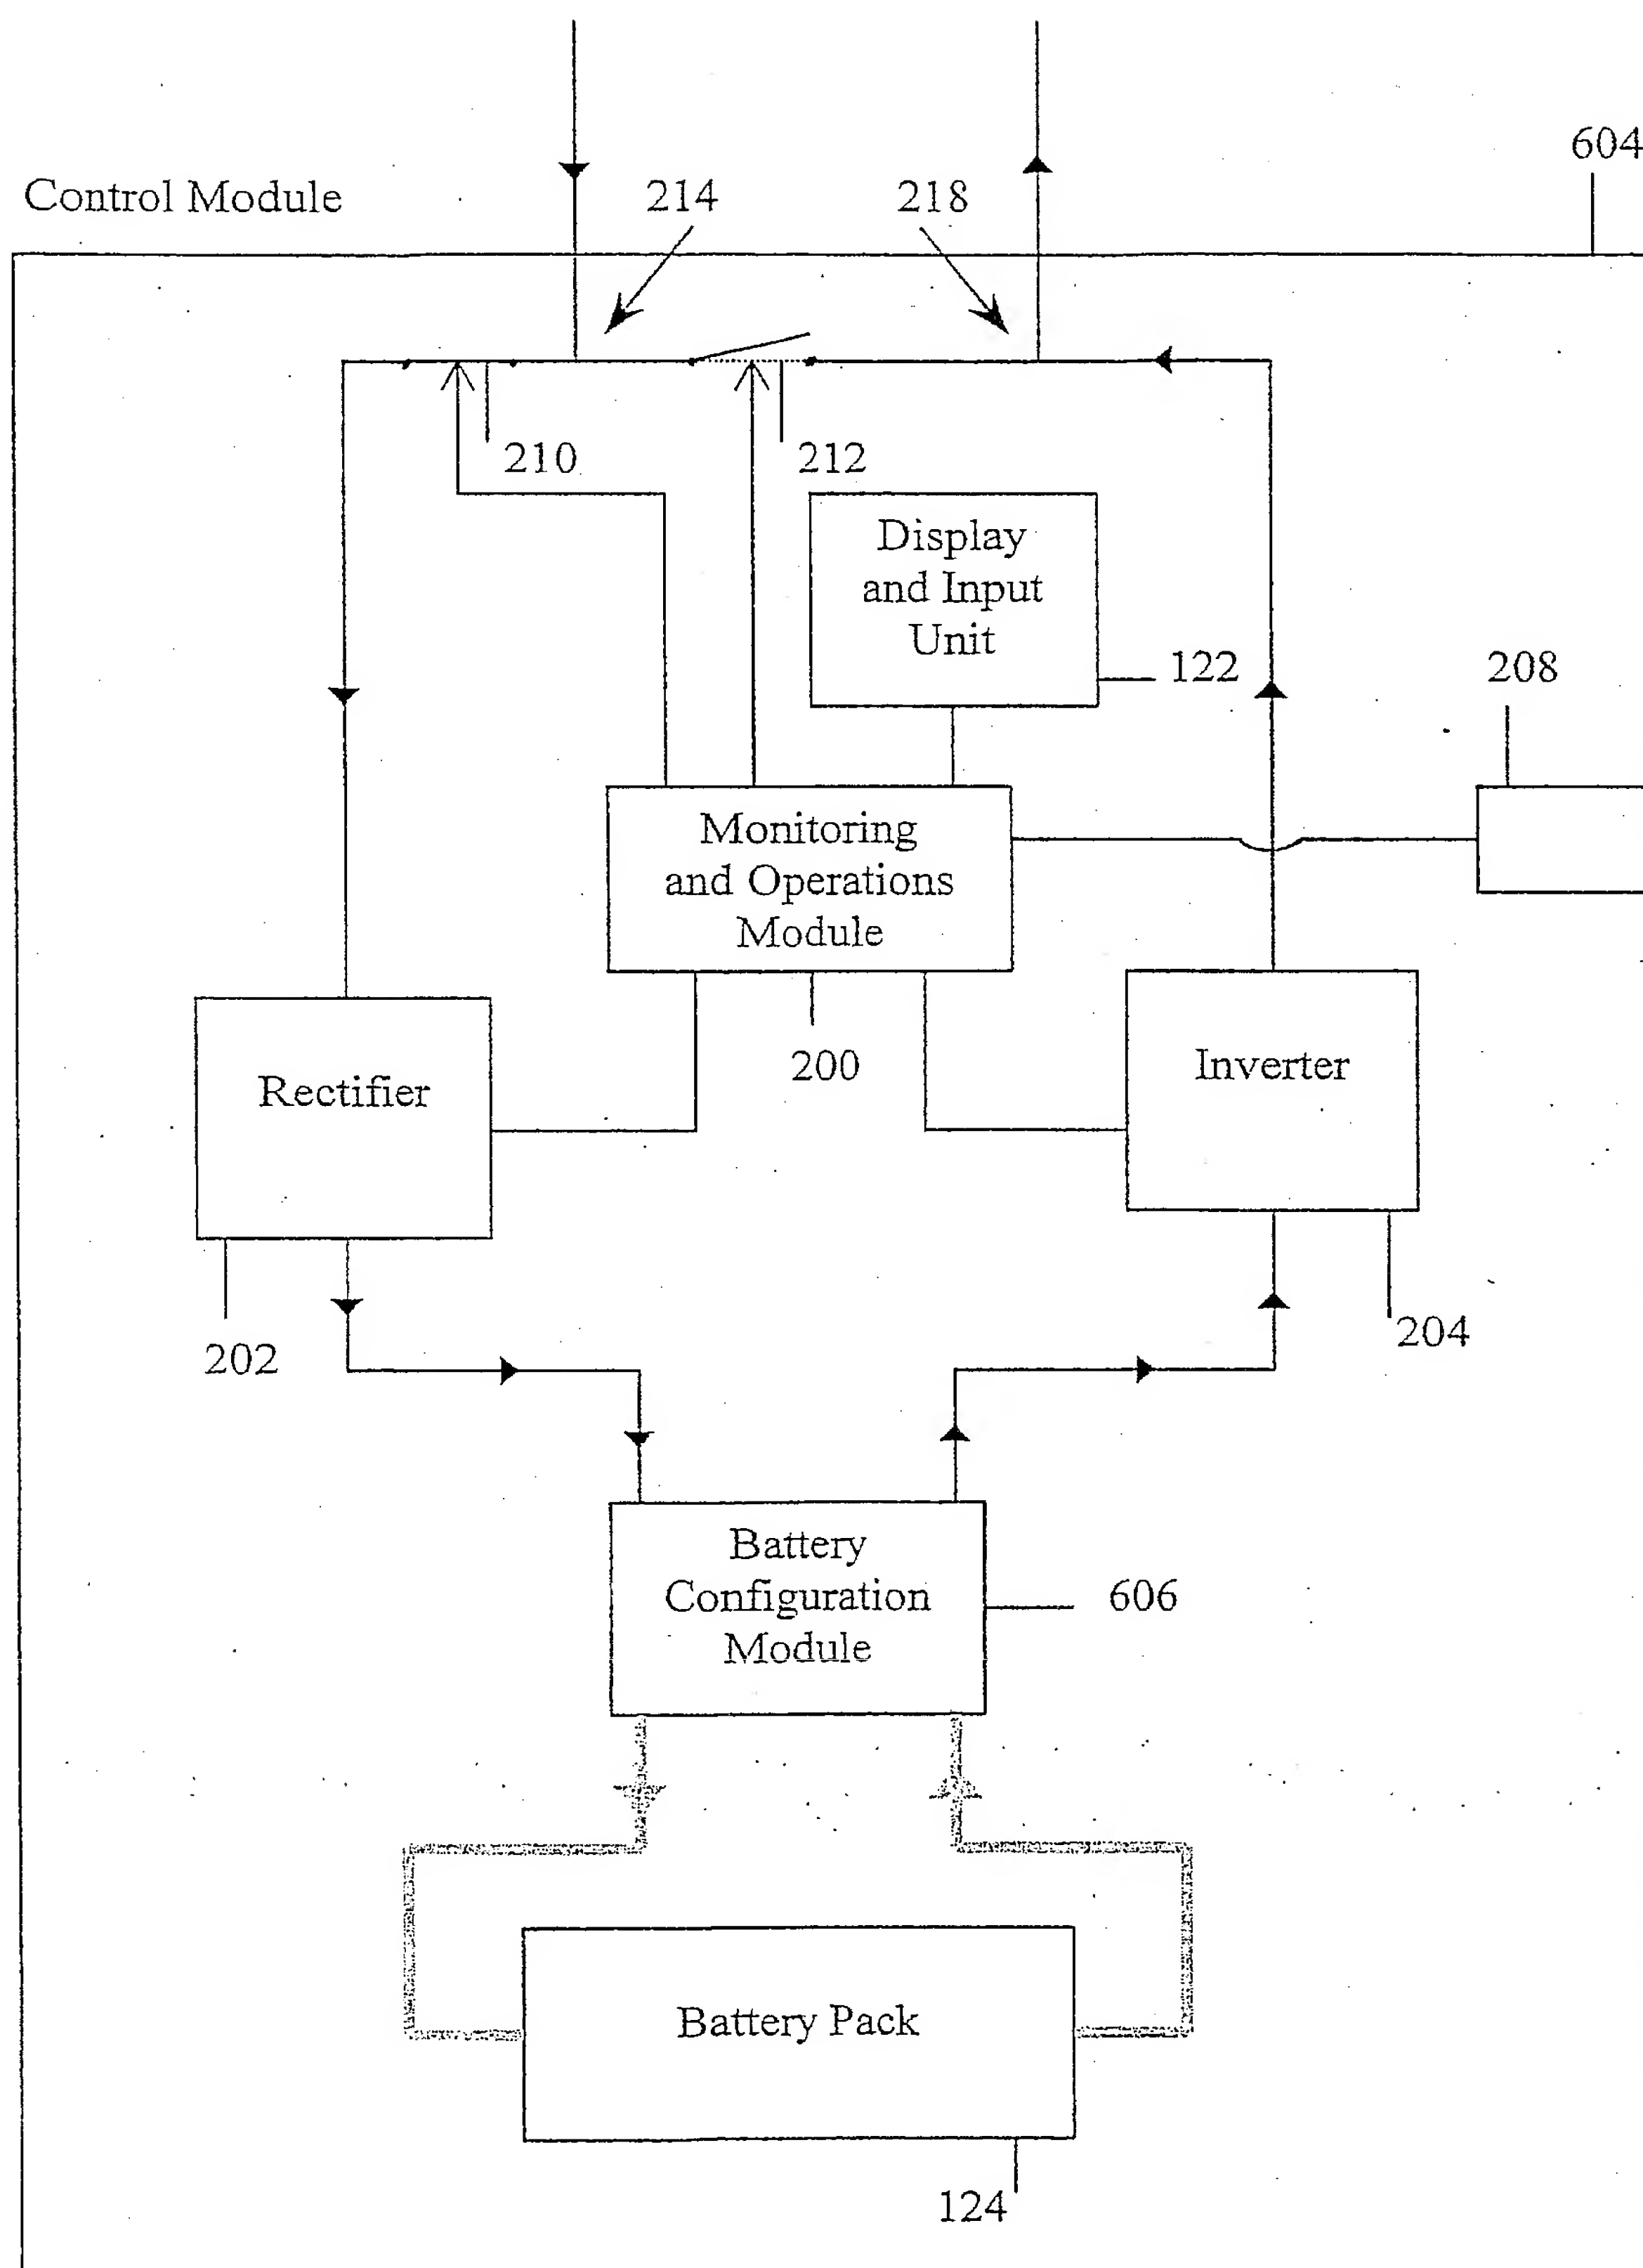 604
Control Module
214
218
210
212
Display
and Input
Unit
122
208
Monitoring
and Operations
Module
200
Rectifier
Inverter
202
204
Battery
Configuration
Module
606
Battery Pack
124